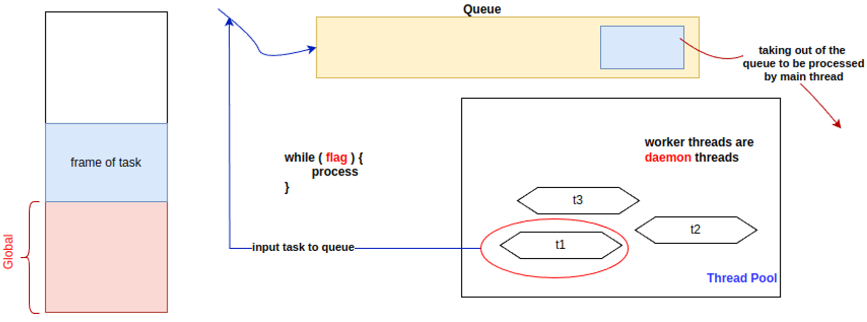 Queue
taking out of the
queue to be processed
by main thread
frame of task
while ( flag ) {
process
}
worker threads are
daemon threads
t3
t2
t1
input task to queue
Global
Thread Pool